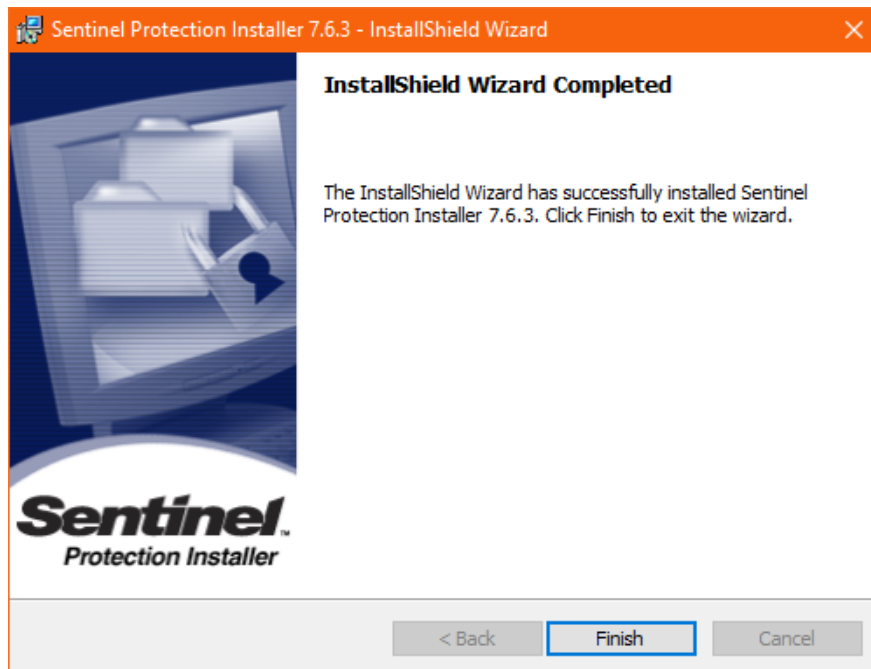 Sentinel Protection Installer 7.6.3 - InstallShield Wizard
InstallShield Wizard Completed
The InstallShield Wizard has successfully installed Sentinel
Protection Installer 7.6.3. Click Finish to exit the wizard.
Sentinel™
Protection Installer
< Back
Finish
Cancel